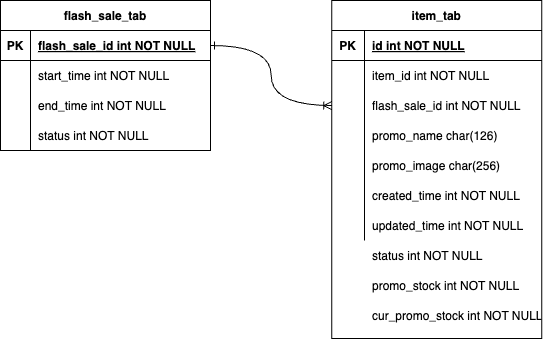 flash_sale_tab
PK flash_sale_id int NOT NULL
start_time int NOT NULL
end_time int NOT NULL
status int NOT NULL
item_tab
PK id int NOT NULL
item_id int NOT NULL
flash_sale_id int NOT NULL
promo_name char(126)
promo_image char(256)
created_time int NOT NULL
updated_time int NOT NULL
status int NOT NULL
promo_stock int NOT NULL
cur_promo_stock int NOT NULL